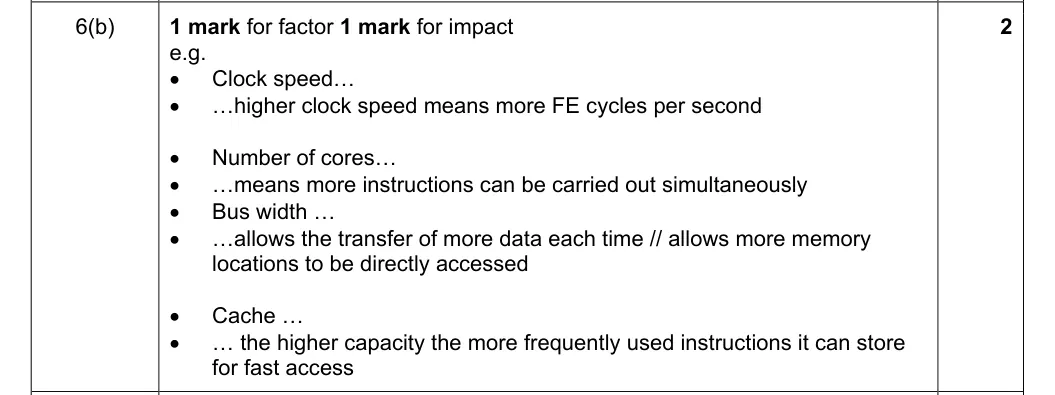 6(b)
1 mark for factor 1 mark for impact
2
e.g.
• Clock speed…
• …higher clock speed means more FE cycles per second
• Number of cores…
• …means more instructions can be carried out simultaneously
• Bus width …
• …allows the transfer of more data each time // allows more memory
locations to be directly accessed
• Cache …
• … the higher capacity the more frequently used instructions it can store
for fast access